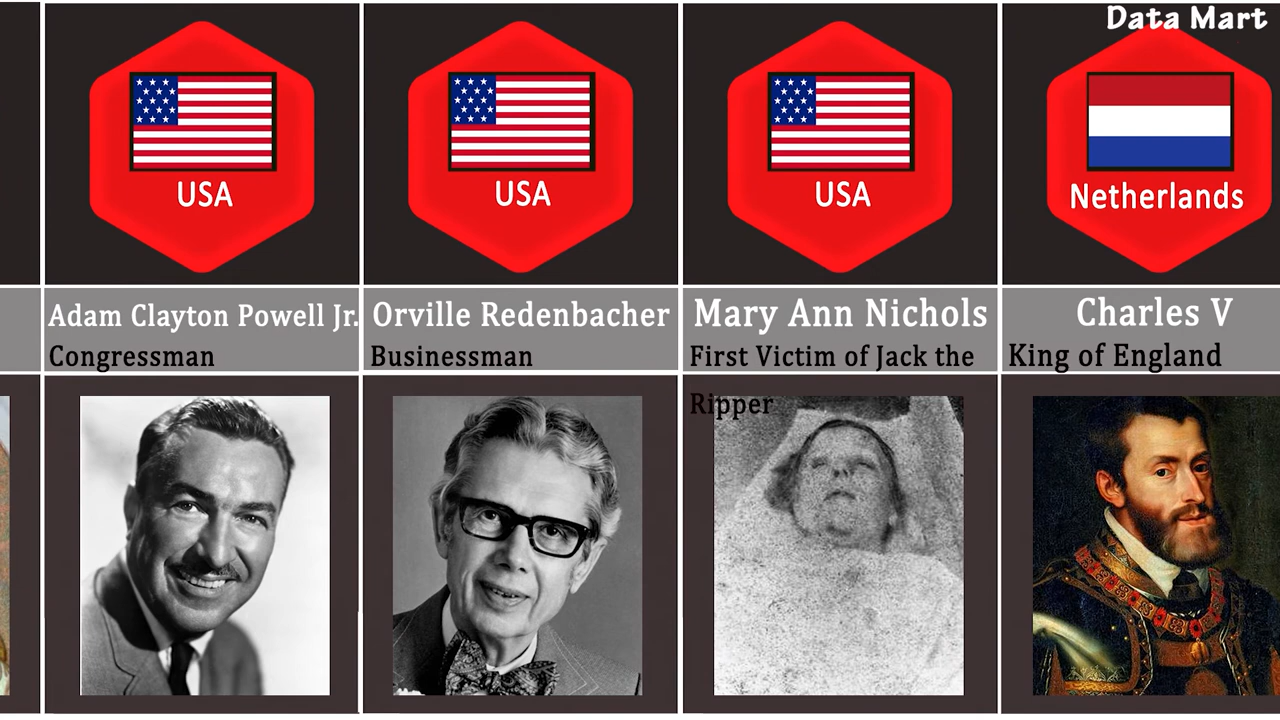 Data Mart
USA
USA
USA
Netherlands
Adam Clayton Powell Jr.
Congressman
Orville Redenbacher
Businessman
Mary Ann Nichols
First Victim of Jack the
Ripper
Charles V
King of England